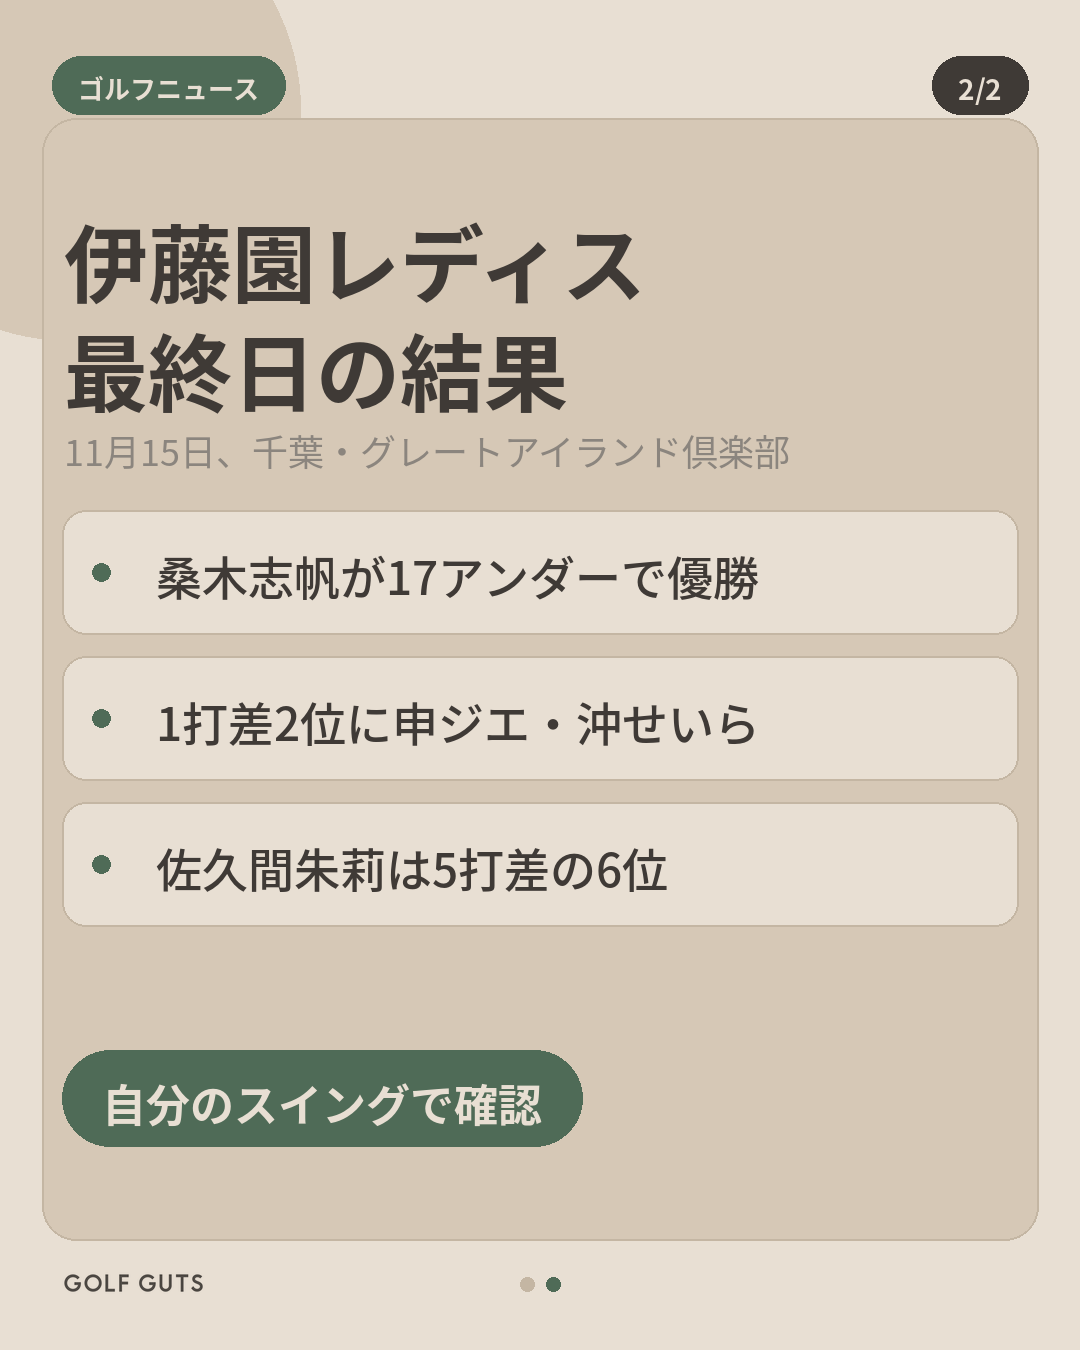 ゴルフニュース
2/2
伊藤園レディス
最終日の結果
11月15日、千葉・グレートアイランド倶楽部
桑木志帆が17アンダーで優勝
1打差2位に申ジエ・沖せいら
佐久間朱莉は5打差の6位
自分のスイングで確認
GOLF GUTS